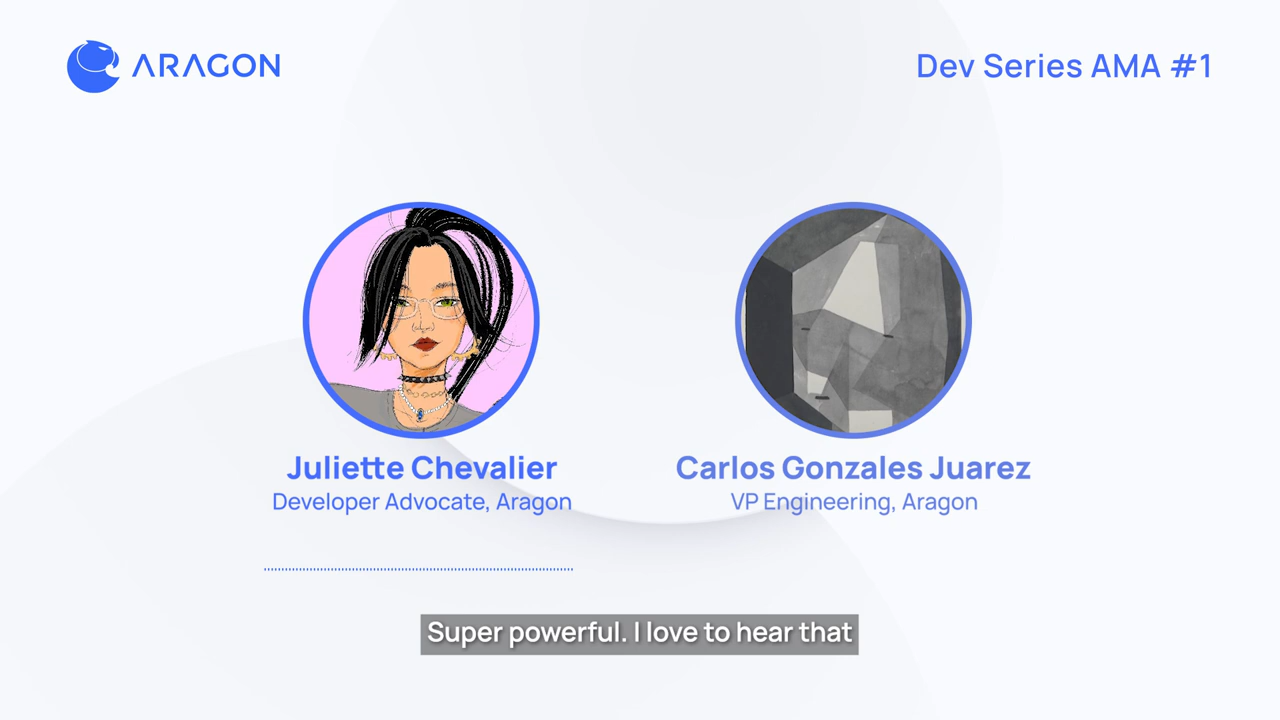 ARAGON
Dev Series AMA #1
Juliette Chevalier
Developer Advocate, Aragon
Carlos Gonzales Juarez
VP Engineering, Aragon
Super powerful. I love to hear that